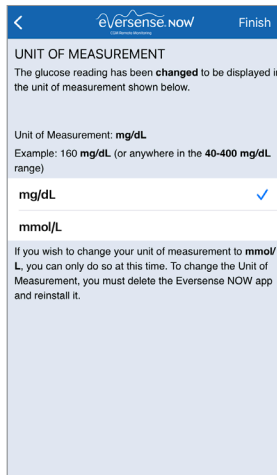 eversense NOW
CGM Remote Monitoring
Finish
UNIT OF MEASUREMENT
The glucose reading has been changed to be displayed in
the unit of measurement shown below.
Unit of Measurement: mg/dL
Example: 160 mg/dL (or anywhere in the 40-400 mg/dL
range)
mg/dL
mmol/L
If you wish to change your unit of measurement to mmol/
L, you can only do so at this time. To change the Unit of
Measurement, you must delete the Eversense NOW app
and reinstall it.